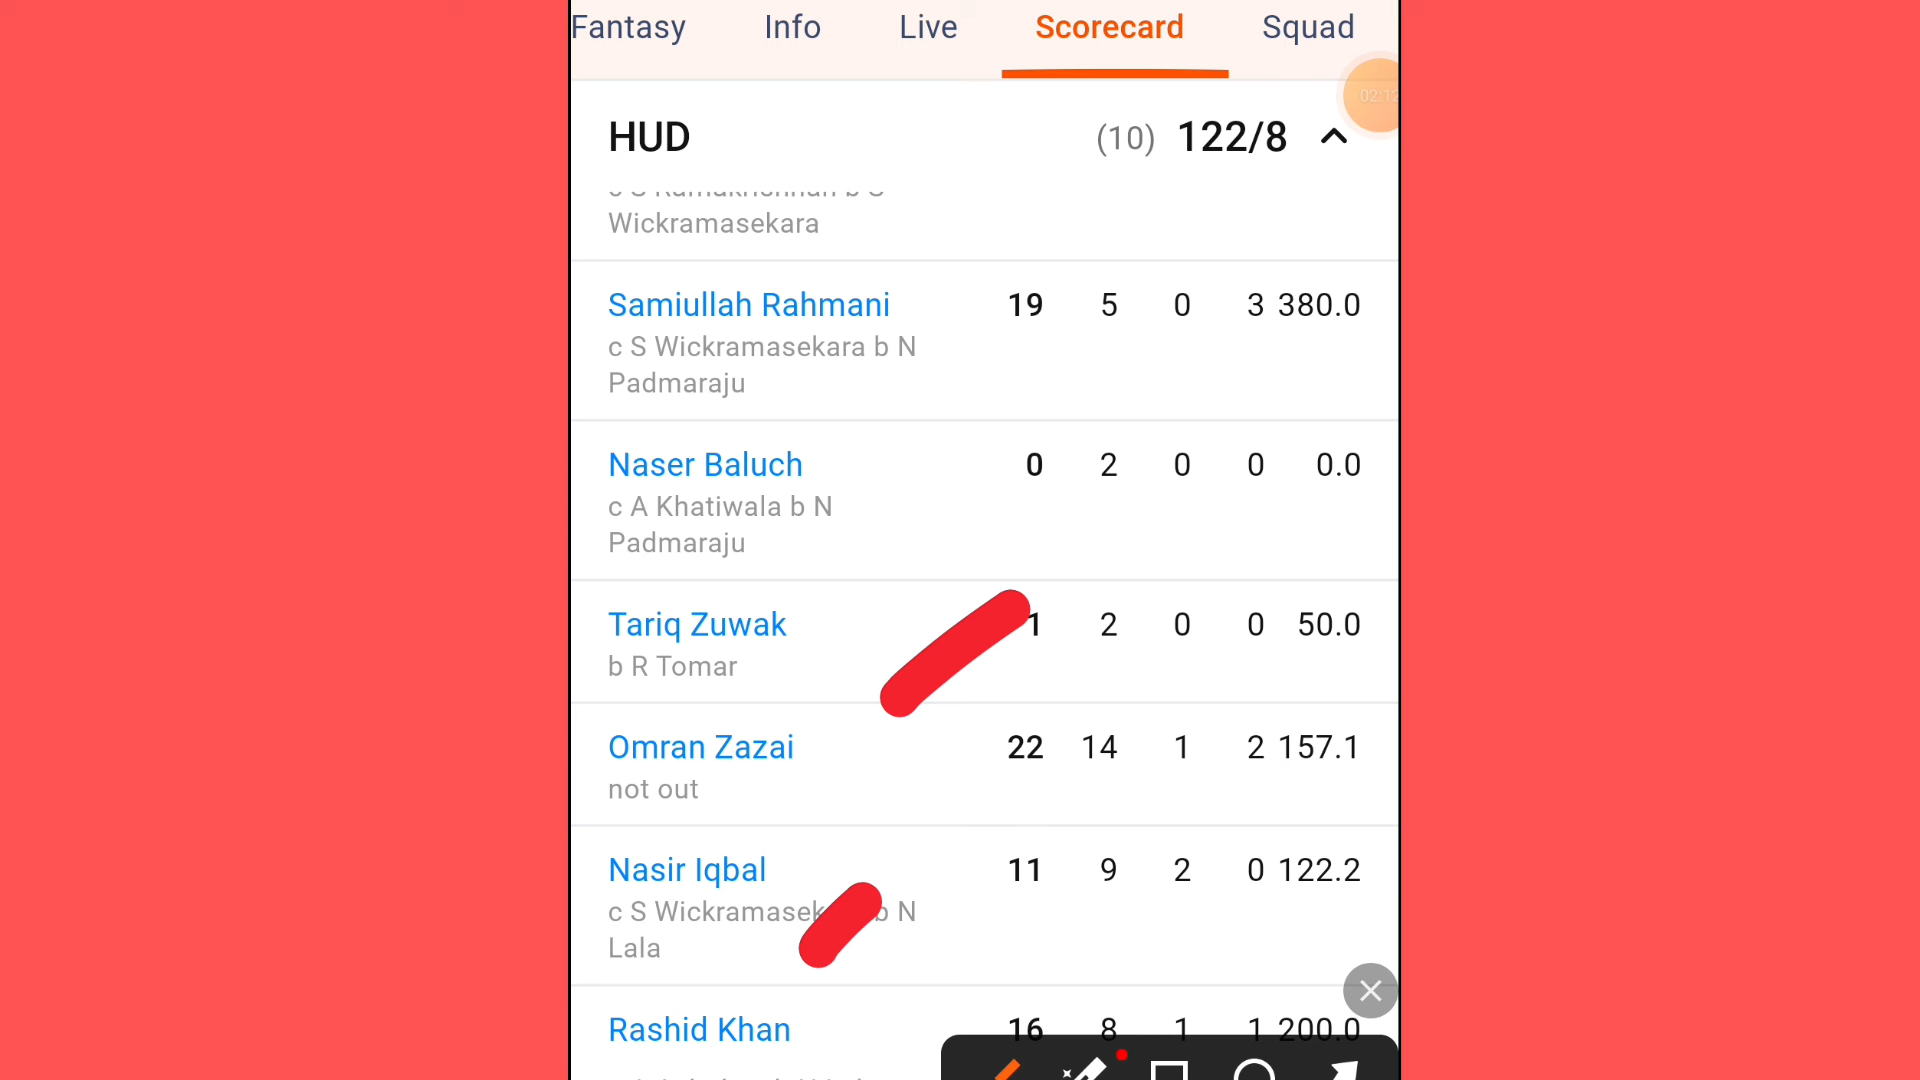 Fantasy Info Live Scorecard Squad
HUD (10) 122/8
Wickramasekara
Samiullah Rahmani 19 5 0 3 380.0
c S Wickramasekara b N
Padmaraju
Naser Baluch 0 2 0 0 0.0
c A Khatiwala b N
Padmaraju
Tariq Zuwak 1 2 0 0 50.0
b R Tomar
Omran Zazai 22 14 1 2 157.1
not out
Nasir Iqbal 11 9 2 0 122.2
c S b N
Lala
Rashid Khan 16 8 1 1 200.0